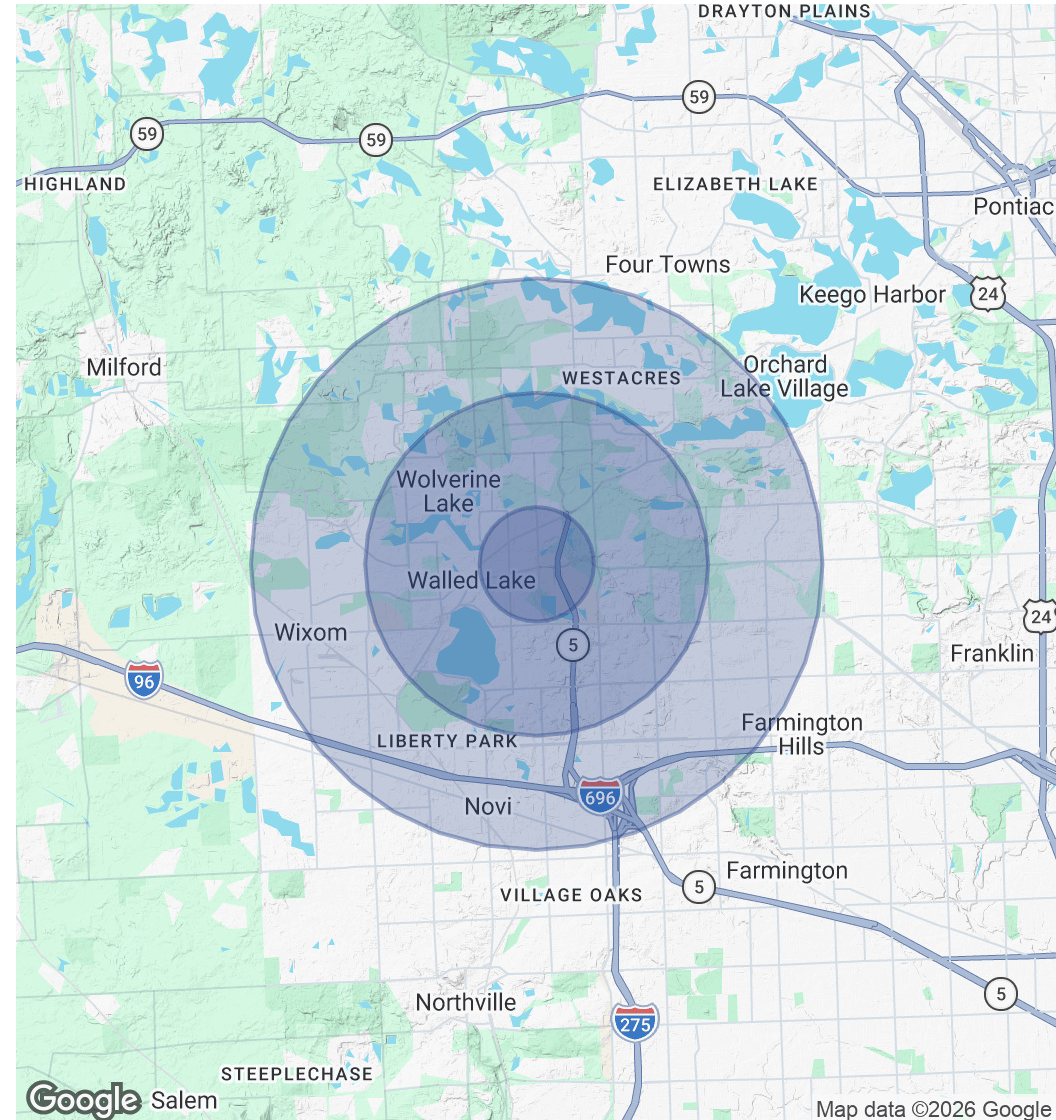 DRAYTON PLAINS
59
59
59
HIGHLAND
ELIZABETH LAKE
Pontiac
Four Towns
Keego Harbor
24
Milford
WESTACRES
Orchard
Lake Village
Wolverine
Lake
Walled Lake
24
Wixom
5
Franklin
96
Farmington
Hills
LIBERTY PARK
696
Novi
Farmington
5
VILLAGE OAKS
5
Northville
275
STEEPLECHASE
Google
Salem
Map data ©2026 Google